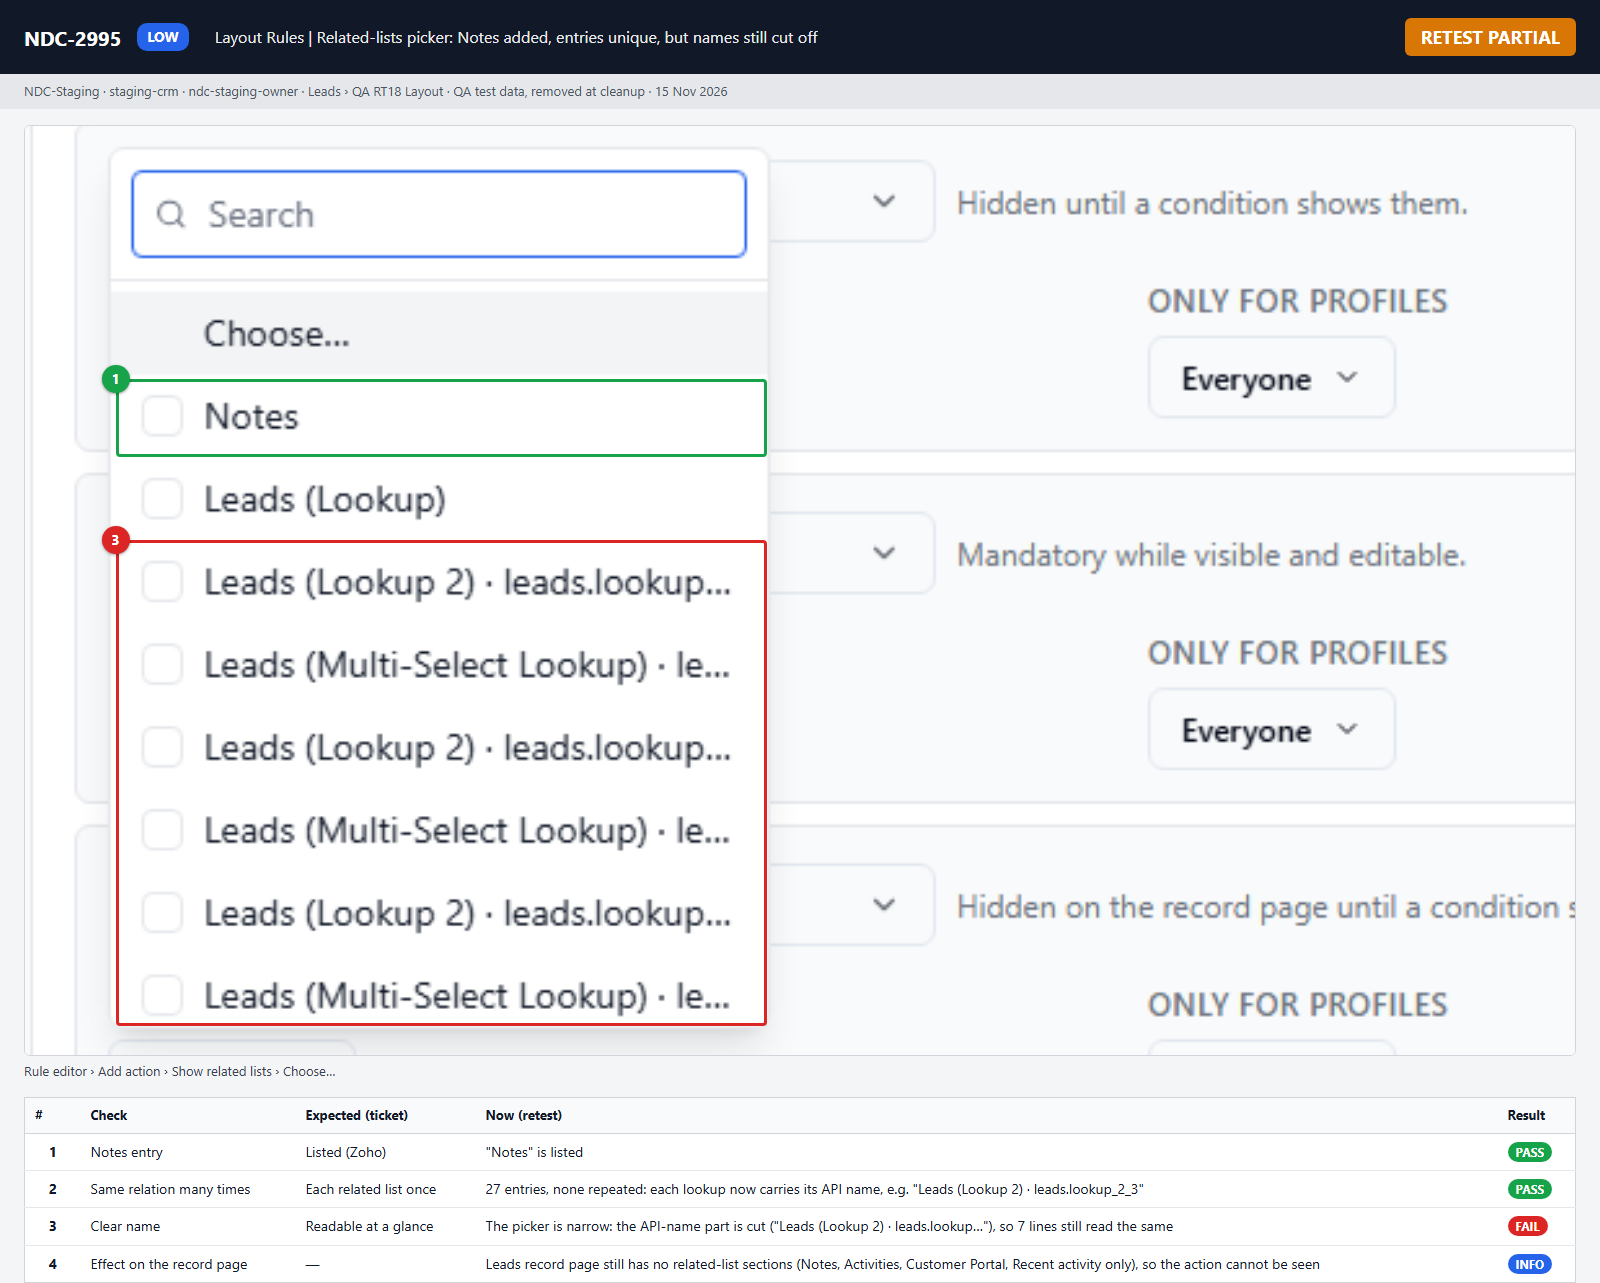 NDC-2995 LOW Layout Rules | Related-lists picker: Notes added, entries unique, but names still cut off RETEST PARTIAL
NDC-Staging · staging-crm · ndc-staging-owner · Leads › QA RT18 Layout · QA test data, removed at cleanup · 15 Nov 2026
Search
Hidden until a condition shows them.
ONLY FOR PROFILES
Choose...
Everyone
1
Notes
Leads (Lookup)
3
Mandatory while visible and editable.
Leads (Lookup 2) · leads.lookup...
ONLY FOR PROFILES
Leads (Multi-Select Lookup) · le...
Everyone
Leads (Lookup 2) · leads.lookup...
Leads (Multi-Select Lookup) · le...
Hidden on the record page until a condition s
Leads (Lookup 2) · leads.lookup...
Leads (Multi-Select Lookup) · le...
ONLY FOR PROFILES
Rule editor › Add action › Show related lists › Choose...
# Check Expected (ticket) Now (retest) Result
1 Notes entry Listed (Zoho) "Notes" is listed PASS
2 Same relation many times Each related list once 27 entries, none repeated: each lookup now carries its API name, e.g. "Leads (Lookup 2) · leads.lookup_2_3" PASS
3 Clear name Readable at a glance The picker is narrow: the API-name part is cut ("Leads (Lookup 2) · leads.lookup..."), so 7 lines still read the same FAIL
4 Effect on the record page — Leads record page still has no related-list sections (Notes, Activities, Customer Portal, Recent activity only), so the action cannot be seen INFO